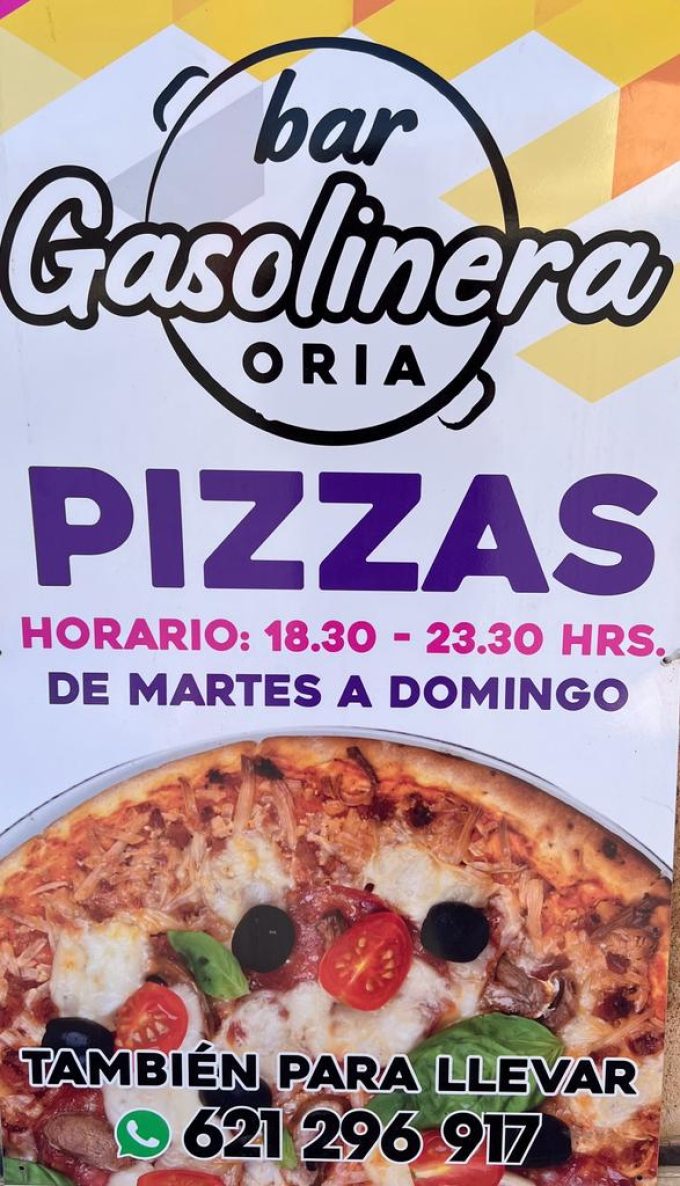 bar
Gasolinera
ORIA
PIZZAS
HORARIO: 18.30 - 23.30 HRS.
DE MARTES A DOMINGO
TAMBIÉN PARA LLEVAR
621 296 917